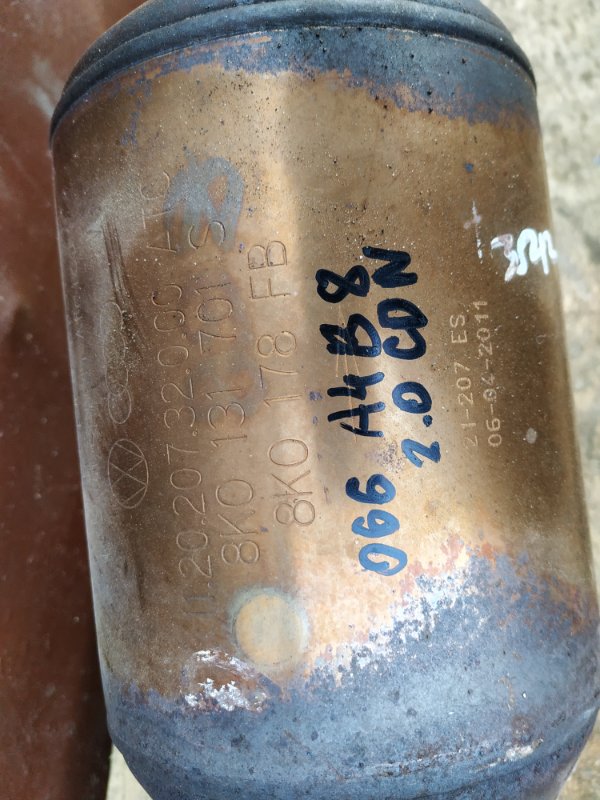 11.20.207.32.0.00 ATC
8K0 131 701 S
8K0 178 FB
066 A4 B8
2.0 CDN
21-207 ES
06-04-2011